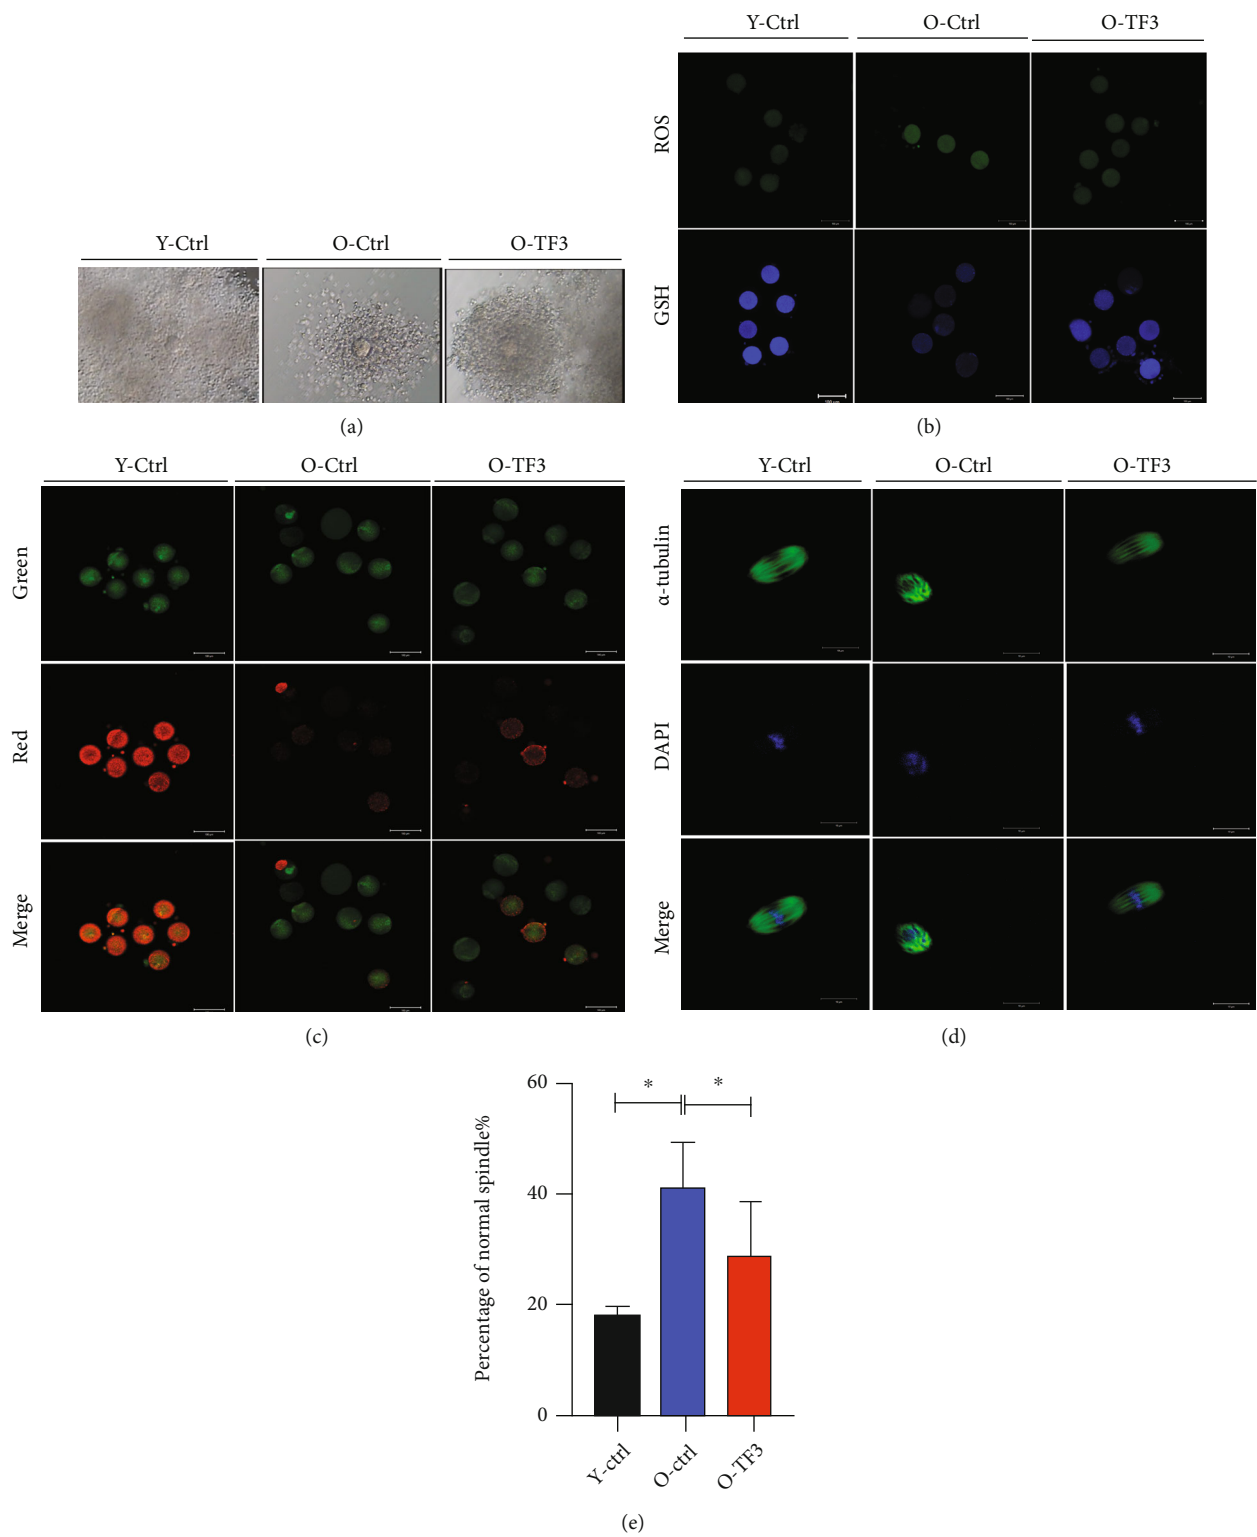 Y-Ctrl O-Ctrl O-TF3
ROS
GSH
(b)
Y-Ctrl O-Ctrl O-TF3
(a)
Y-Ctrl O-Ctrl O-TF3
Green
Red
Merge
(c)
Y-Ctrl O-Ctrl O-TF3
α-tubulin
DAPI
Merge
(d)
Percentage of normal spindle%
60
40
20
0
* *
Y-ctrl O-ctrl O-TF3
(e)